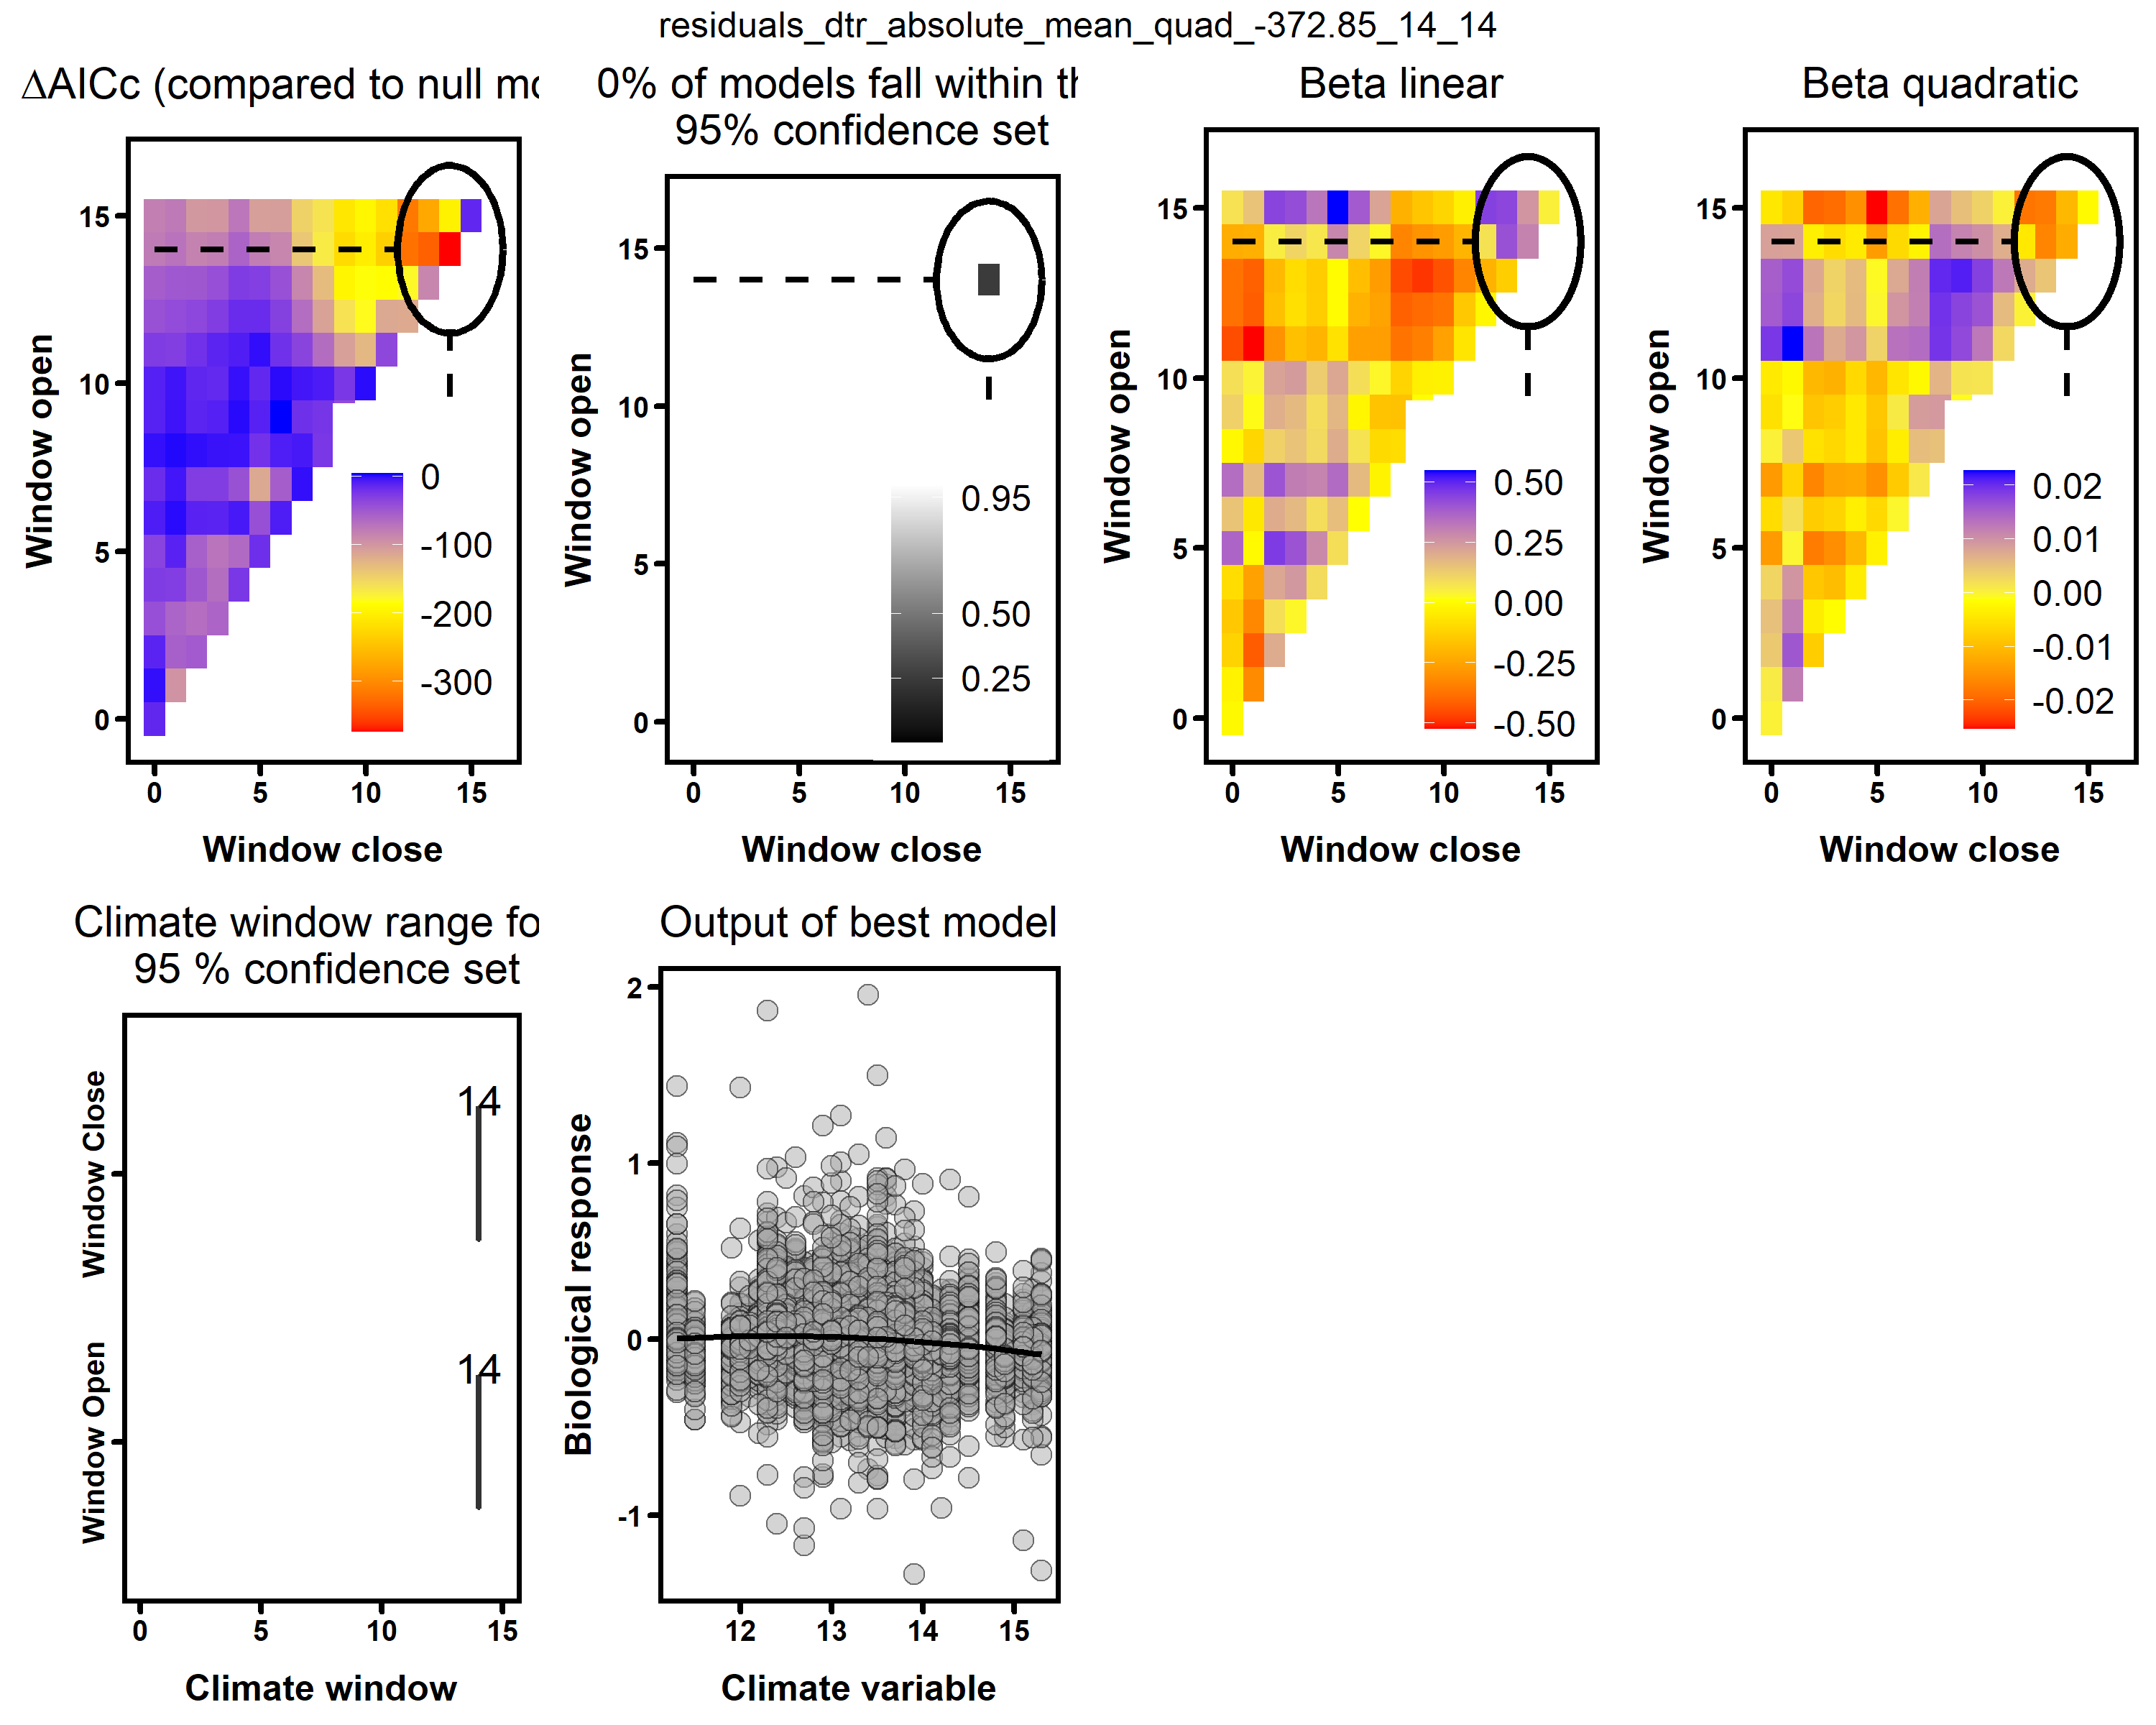 residuals_dtr_absolute_mean_quad_-372.85_14_14
ΔAICc (compared to null mo
15
10
5
0
Window open
0
-100
-200
-300
0 5 10 15
Window close
0% of models fall within th
95% confidence set
15
10
5
0
Window open
0.95
0.50
0.25
0 5 10 15
Window close
Beta linear
15
10
5
0
Window open
0.50
0.25
0.00
-0.25
-0.50
0 5 10 15
Window close
Beta quadratic
15
10
5
0
Window open
0.02
0.01
0.00
-0.01
-0.02
0 5 10 15
Window close
Climate window range fo
95 % confidence set
Window Close
Window Open
14
14
0 5 10 15
Climate window
Output of best model
2
1
0
-1
Biological response
12 13 14 15
Climate variable